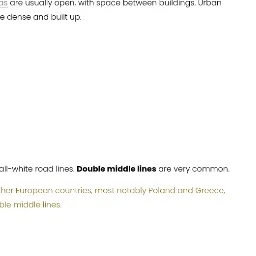 as are usually open, with space between buildings. Urban
e dense and built up.
all-white road lines. Double middle lines are very common.
her European countries, most notably Poland and Greece,
ble middle lines.